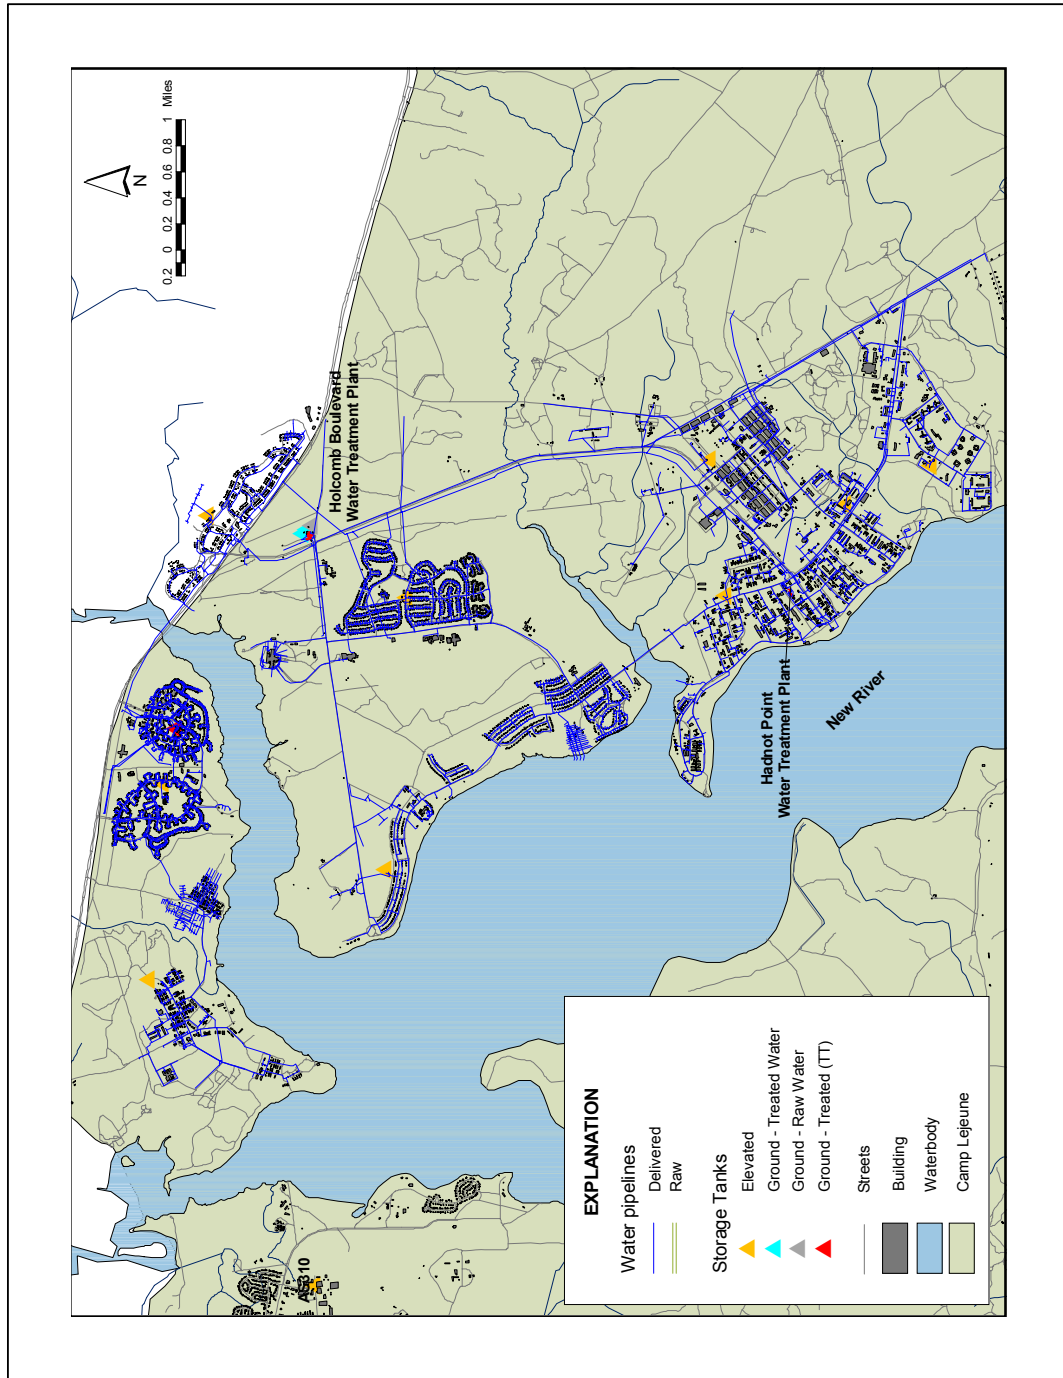 0.2 0 0.2 0.4 0.6 0.8 1 Miles
N
Holcomb Boulevard
Water Treatment Plant
Hadnot Point
Water Treatment Plant
New River
AS310
EXPLANATION
Water pipelines
Delivered
Raw
Storage Tanks
Elevated
Ground - Treated Water
Ground - Raw Water
Ground - Treated (TT)
Streets
Building
Waterbody
Camp Lejeune